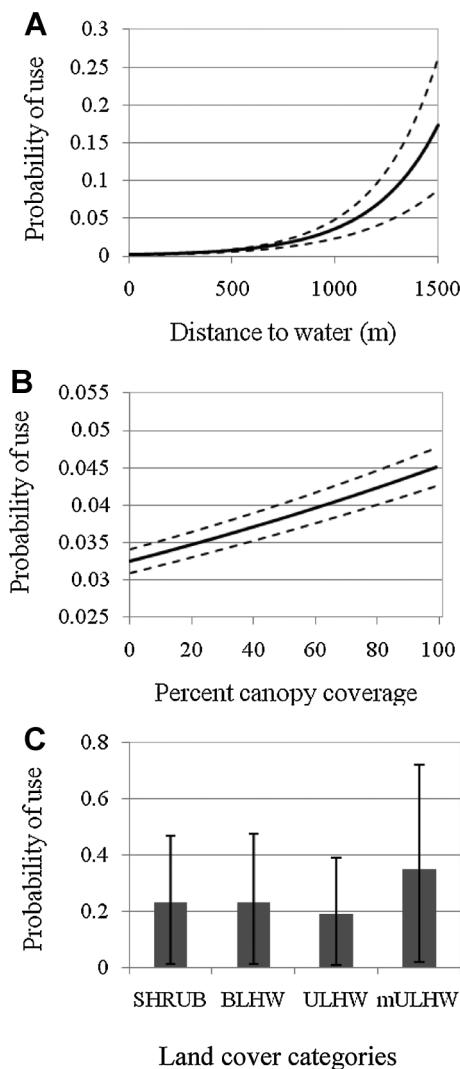 A
Probability of use
0.3
0.25
0.2
0.15
0.1
0.05
0
0 500 1000 1500
Distance to water (m)
B
Probability of use
0.055
0.05
0.045
0.04
0.035
0.03
0.025
0 20 40 60 80 100
Percent canopy coverage
C
Probability of use
0.8
0.6
0.4
0.2
0
SHRUB BLHW ULHW mULHW
Land cover categories